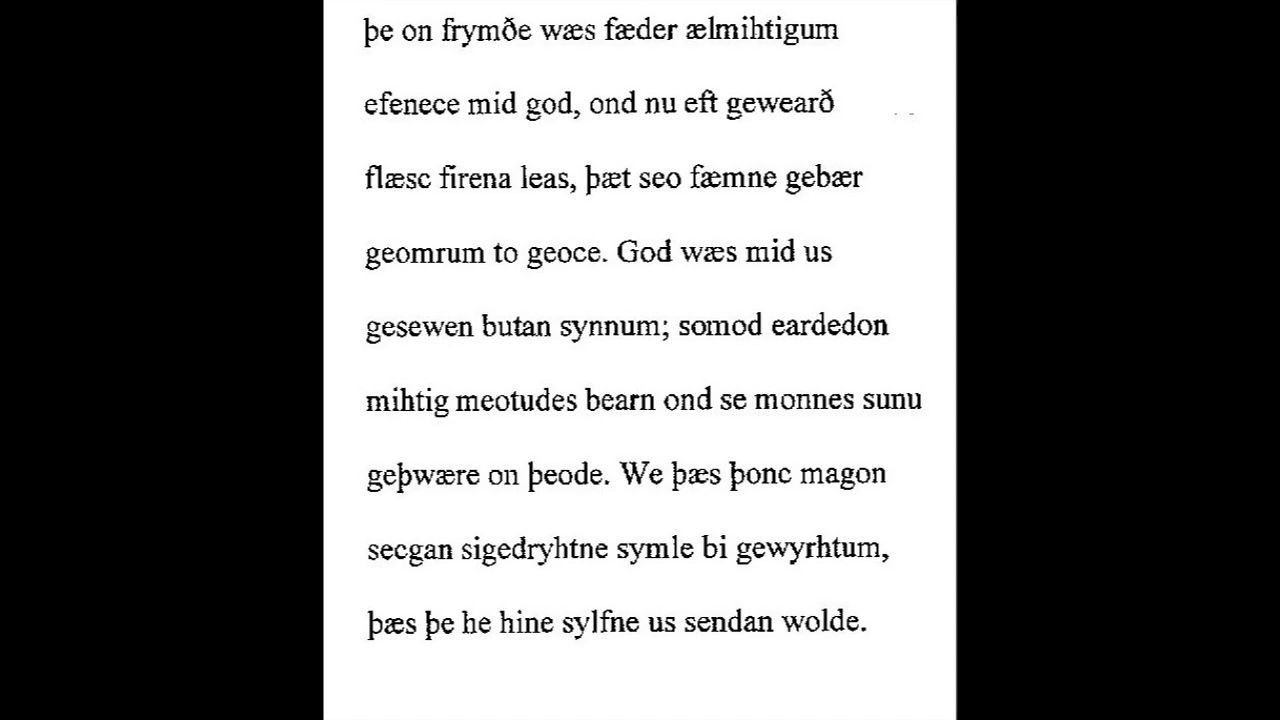 þe on frymðe wæs fæder ælmihtigum
efenece mid god, ond nu eft gewearð
flæsc firena leas, þæt seo fæmne gebær
geomrum to geoce. God wæs mid us
gesewen butan synnum; somod eardedon
mihtig meotudes bearn ond se monnes sunu
geþwære on þeode. We þæs þonc magon
secgan sigedryhtne symle bi gewyrhtum,
þæs þe he hine sylfne us sendan wolde.